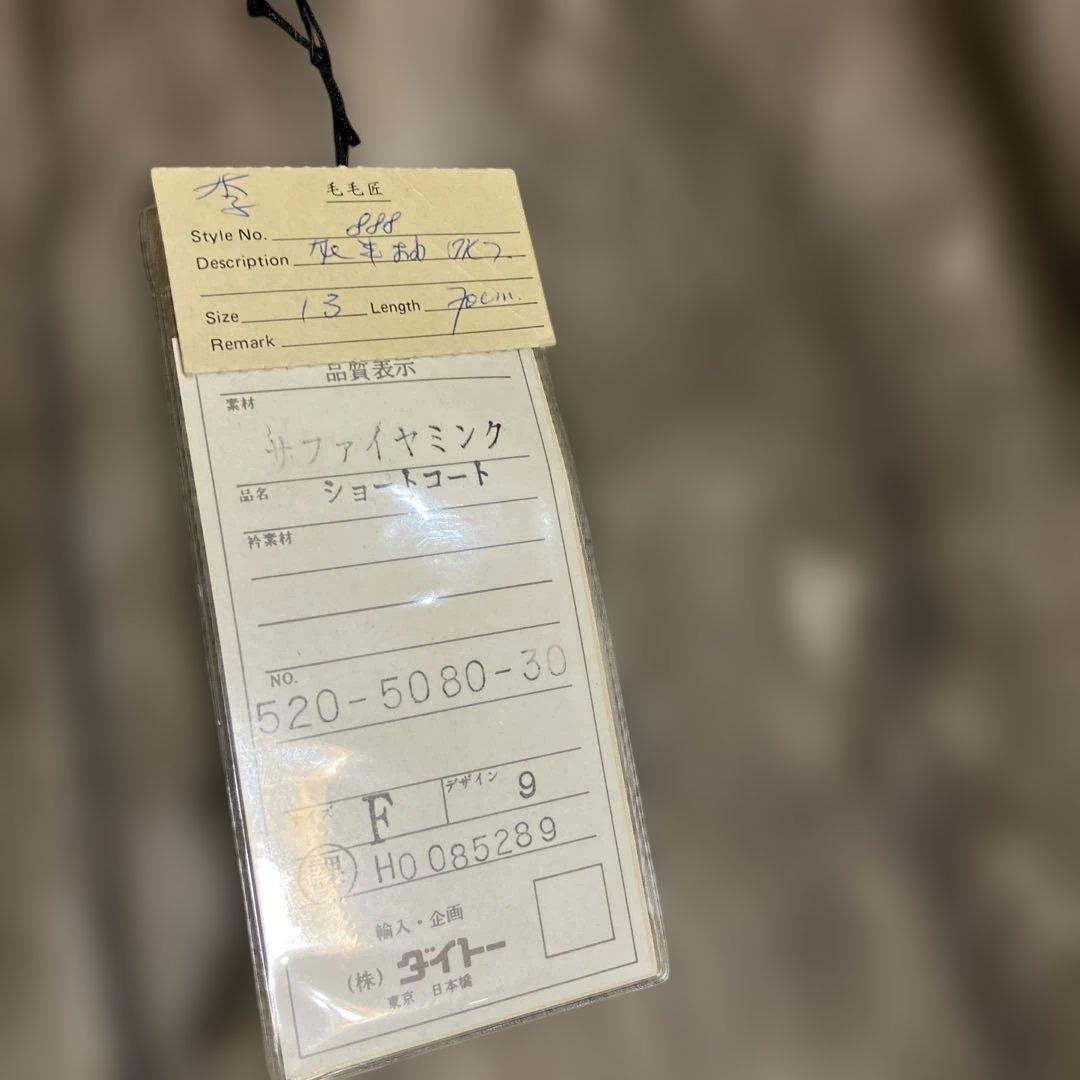 李
毛毛匠
Style No. 888
Description
Size 13 Length 70cm.
Remark
品質表示
素材
サファイヤミンク
品名 ショートコート
衿素材
NO.
520-5080-30
ズ F デザイン 9
HO 085289
輸入・企画
(株) ダイトー
東京 日本橋